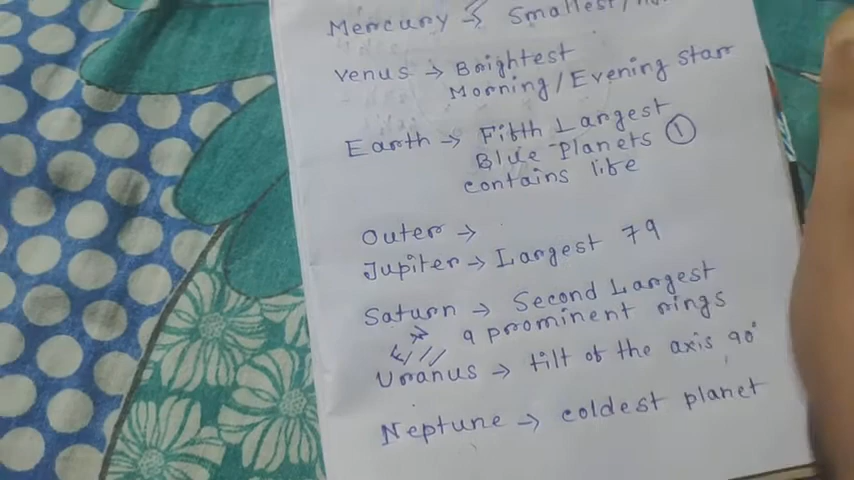 Mercury → Smallest/
Venus → Brightest
Morning/Evening star
Earth → Fifth Largest
Blue Planets ①
contains life
Outer →
Jupiter → Largest 79
Saturn → Second Largest
a prominent rings
Uranus → tilt of the axis 90°
Neptune → coldest planet